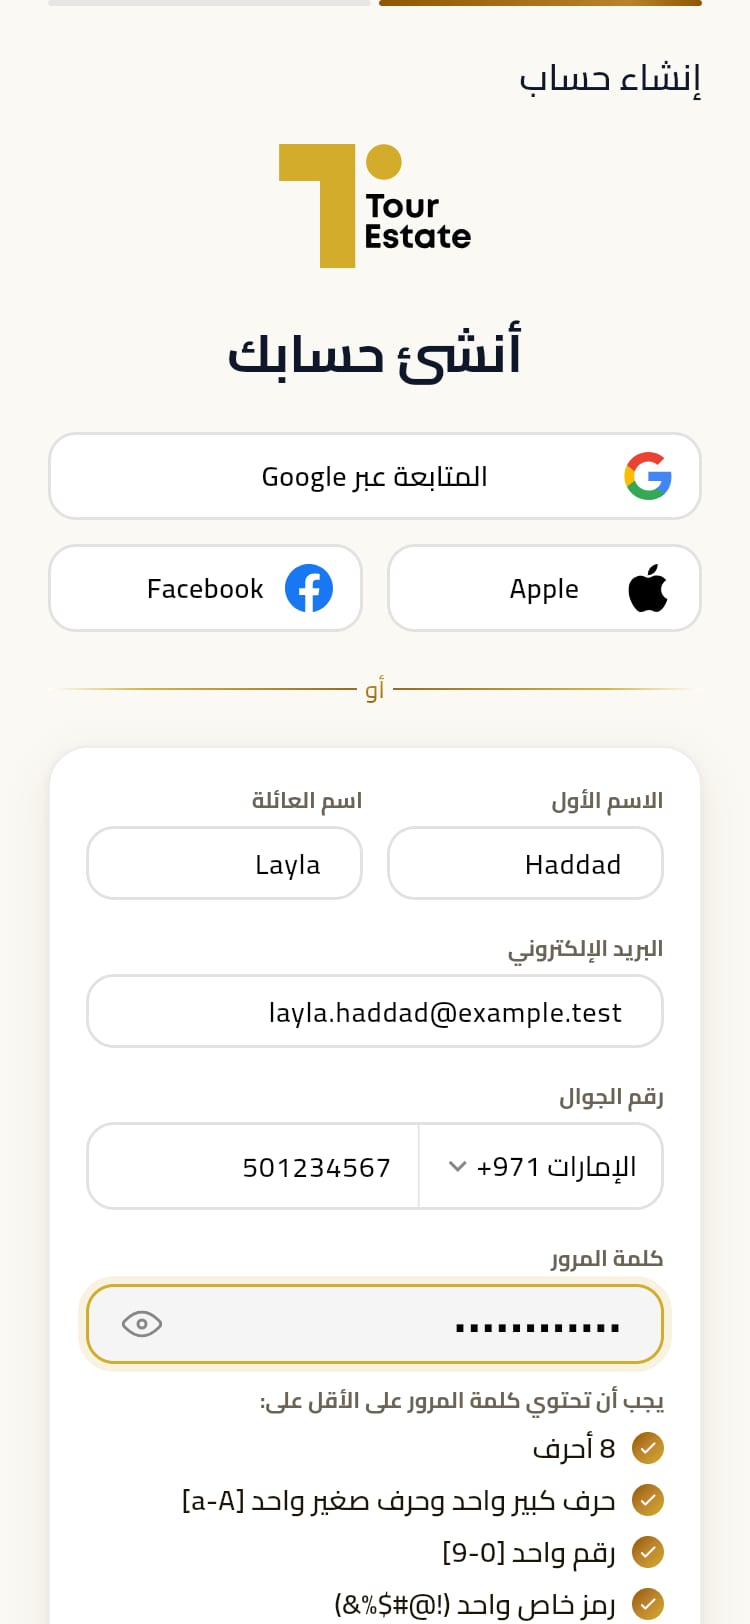 إنشاء حساب
Tour
Estate
أنشئ حسابك
المتابعة عبر Google
Apple
Facebook
أو
الاسم الأول
اسم العائلة
Haddad
Layla
البريد الإلكتروني
layla.haddad@example.test
رقم الجوال
الإمارات 971+
501234567
كلمة المرور
يجب أن تحتوي كلمة المرور على الأقل على:
8 أحرف
حرف كبير واحد وحرف صغير واحد [a-A]
رقم واحد [0-9]
رمز خاص واحد (!@#$%&)